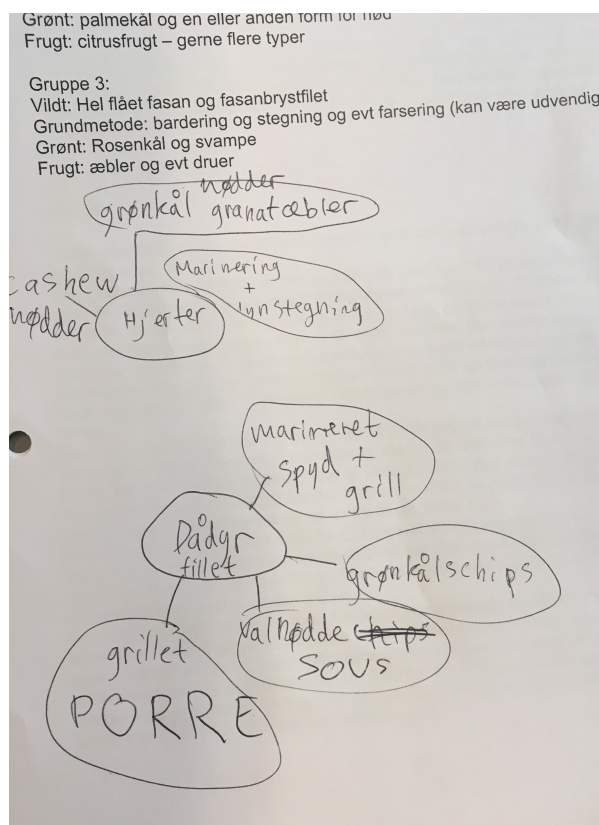 Grønt: palmekål og en eller anden form for nød
Frugt: citrusfrugt – gerne flere typer
Gruppe 3:
Vildt: Hel flået fasan og fasanbrystfilet
Grundmetode: bardering og stegning og evt farsering (kan være udvendig
Grønt: Rosenkål og svampe
Frugt: æbler og evt druer
nødder
grønkål granatæbler
cashew
nødder
Marinering
+
lynstegning
Hjerter
marineret
spyd +
grill
Dådyr
fillet
grønkålschips
valnødde chips
sovs
grillet
PORRE